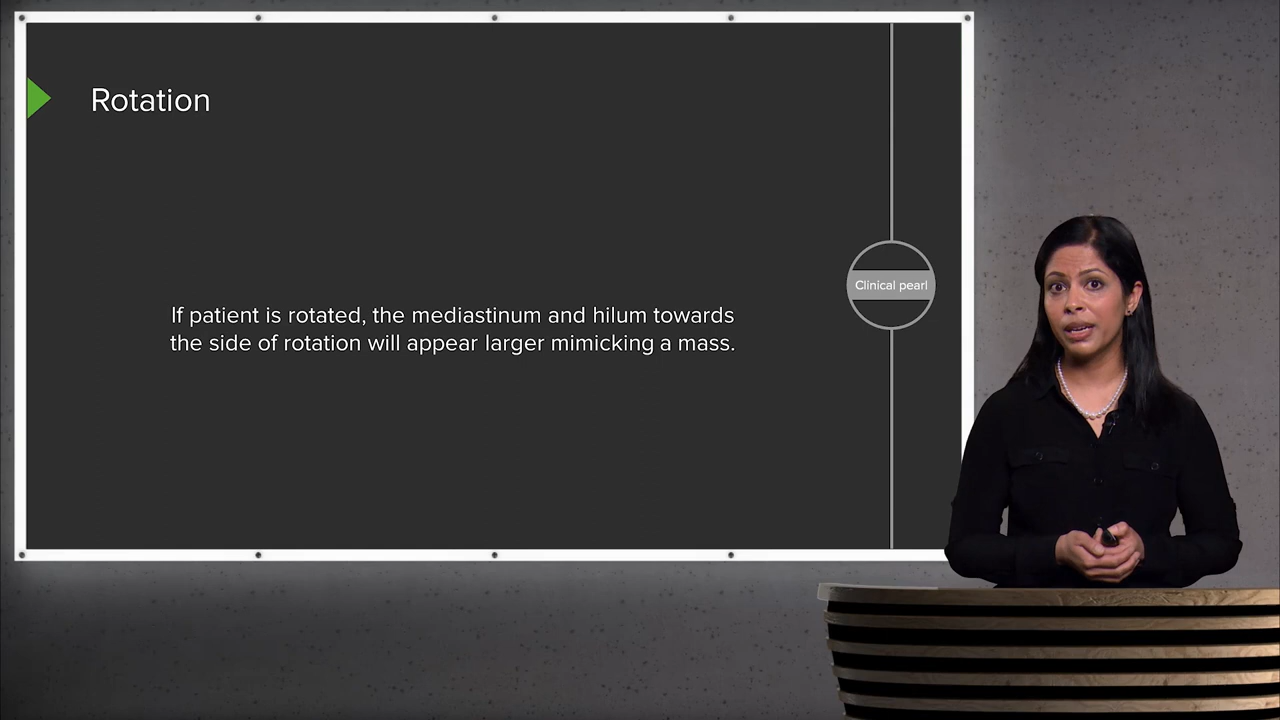 Rotation
If patient is rotated, the mediastinum and hilum towards
the side of rotation will appear larger mimicking a mass.
Clinical pearl